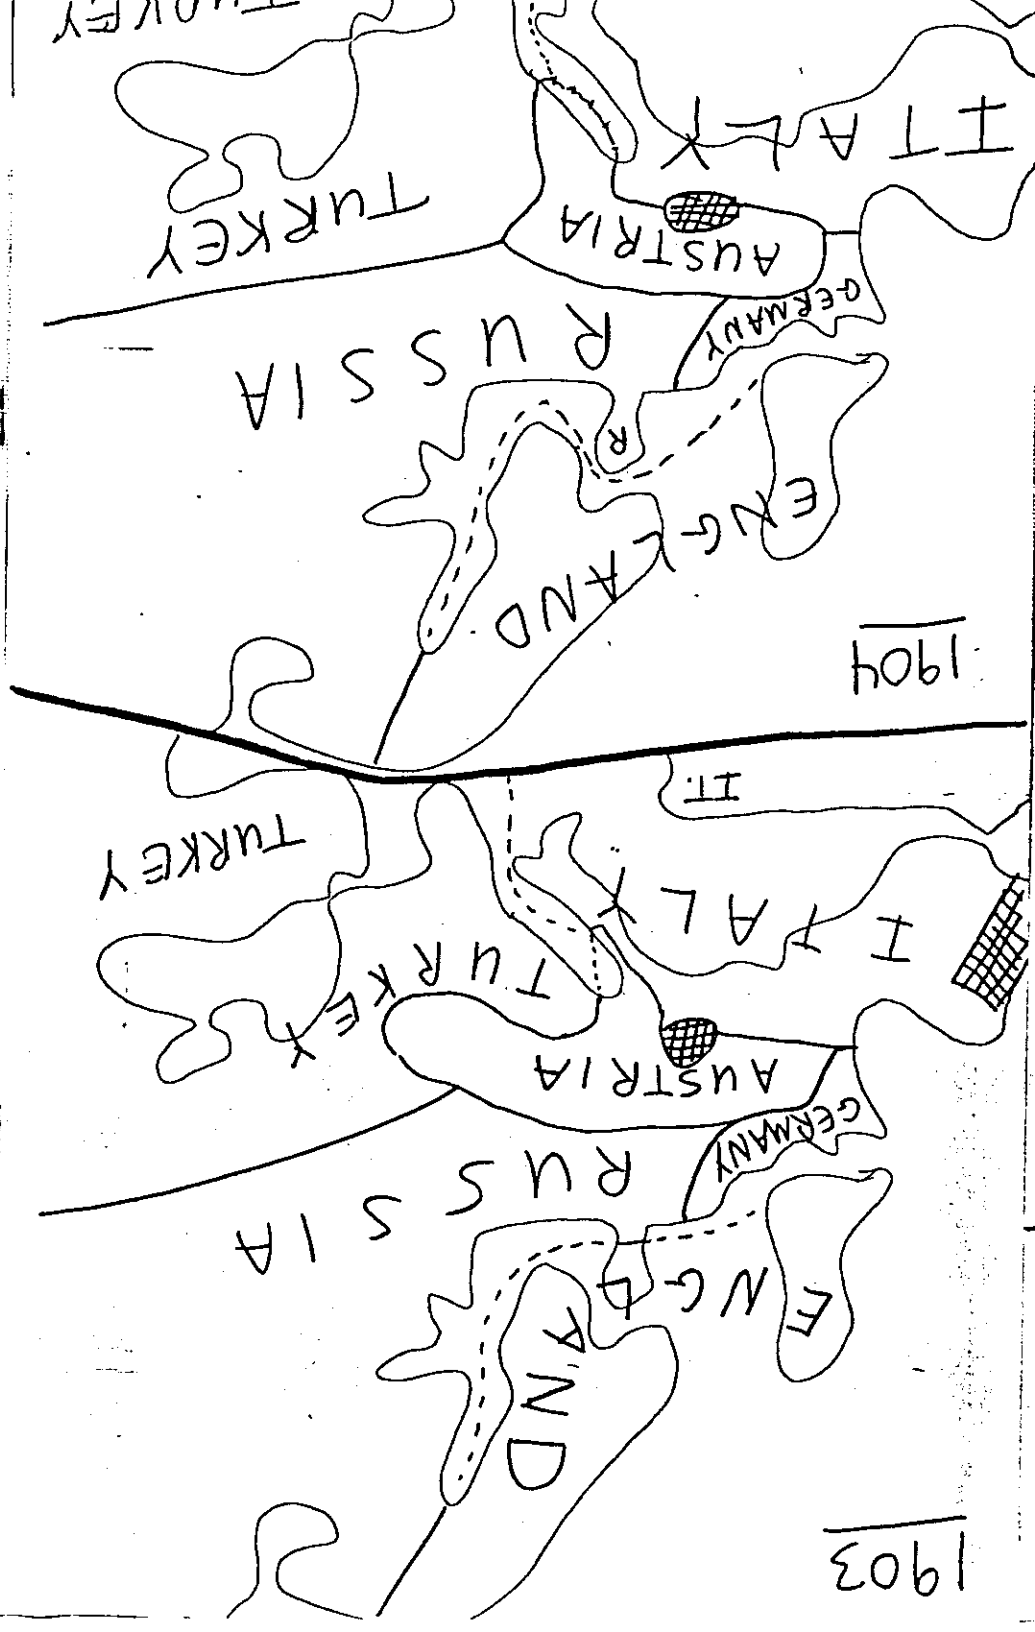 1903
ENGLAND
RUSSIA
GERMANY
AUSTRIA
TURKEY
ITALY
TURKEY
IT.
1904
ENGLAND
R
RUSSIA
GERMANY
AUSTRIA
TURKEY
ITALY
TURKEY